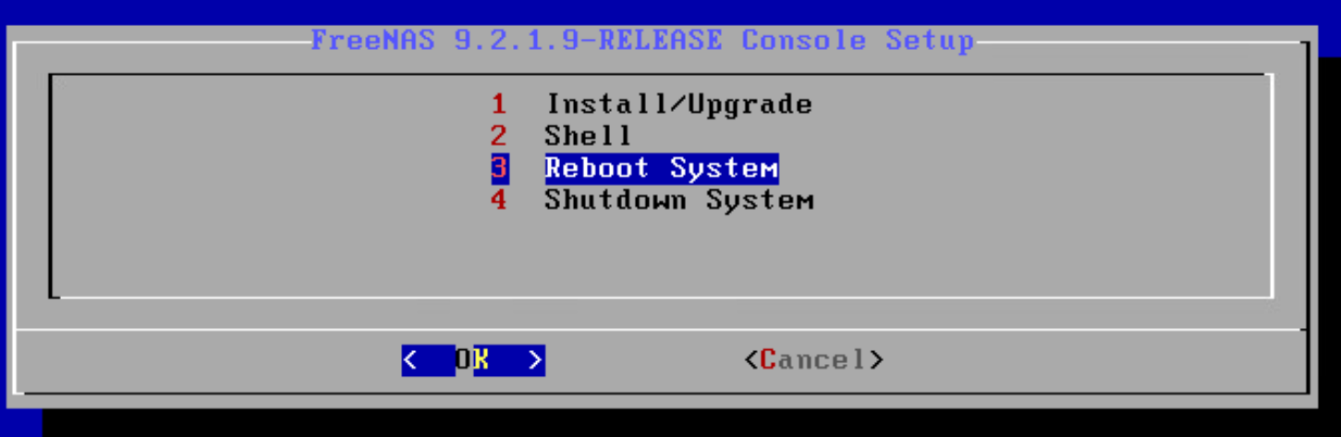 FreeNAS 9.2.1.9-RELEASE Console Setup
1 Install/Upgrade
2 Shell
3 Reboot System
4 Shutdown System
< OK > <Cancel>